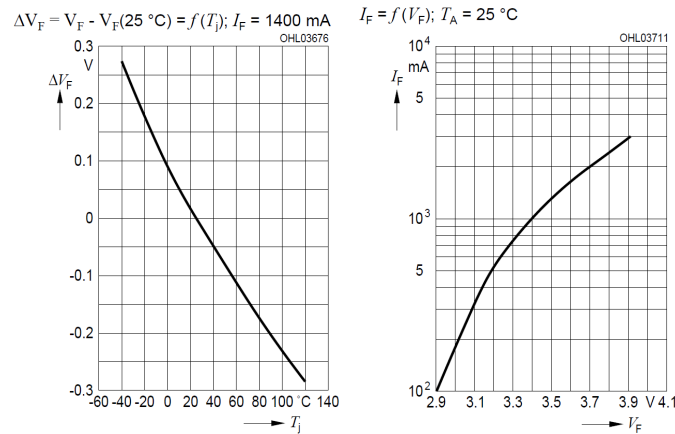 ΔV_F = V_F - V_F(25 °C) = f(T_j); I_F = 1400 mA
OHL03676
0.3
V
ΔV_F
0.2
0.1
0
-0.1
-0.2
-0.3
-60 -40 -20 0 20 40 60 80 100 °C 140
T_j
I_F = f(V_F); T_A = 25 °C
OHL03711
10^4
mA
I_F
5
10^3
5
10^2
2.9 3.1 3.3 3.5 3.7 3.9 V 4.1
V_F